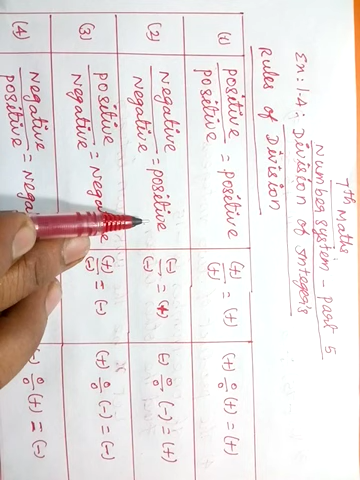 7th Maths
Number system - part 5
Ex: 1.4: Division of Integers
Rules of Division
(1) positive / positive = positive (+)/(+) = (+) (+) ÷ (+) = (+)
(2) Negative / Negative = positive (-)/(-) = (+) (-) ÷ (-) = (+)
(3) positive / Negative = Negative (+)/(-) = (-) (+) ÷ (-) = (-)
(4) Negative / positive = Nega (-) ÷ (+) = (-)